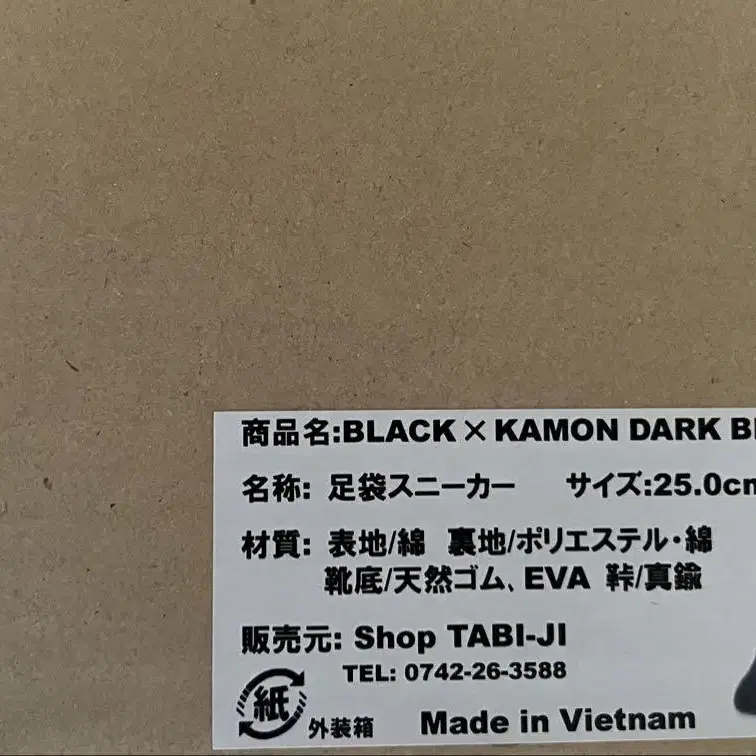 商品名:BLACK×KAMON DARK
名称: 足袋スニーカー サイズ:25.0cm
材質: 表地/綿 裏地/ポリエステル・綿
靴底/天然ゴム、EVA 鞐/真鍮
販売元: Shop TABI-JI
TEL: 0742-26-3588
紙 外装箱 Made in Vietnam